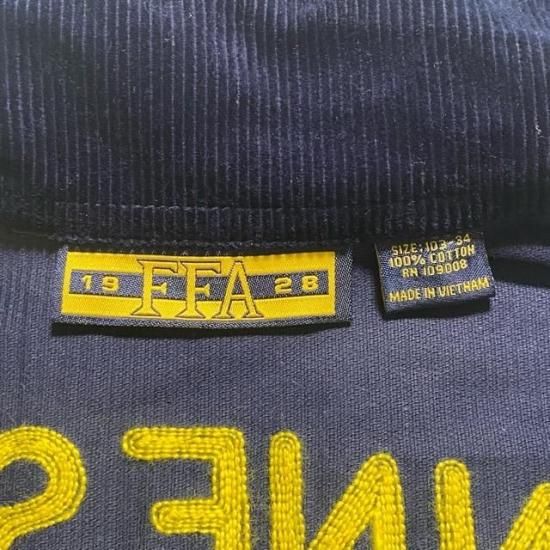 19 FFA 28
SIZE: 103-34
100% COTTON
RN 109008
MADE IN VIETNAM